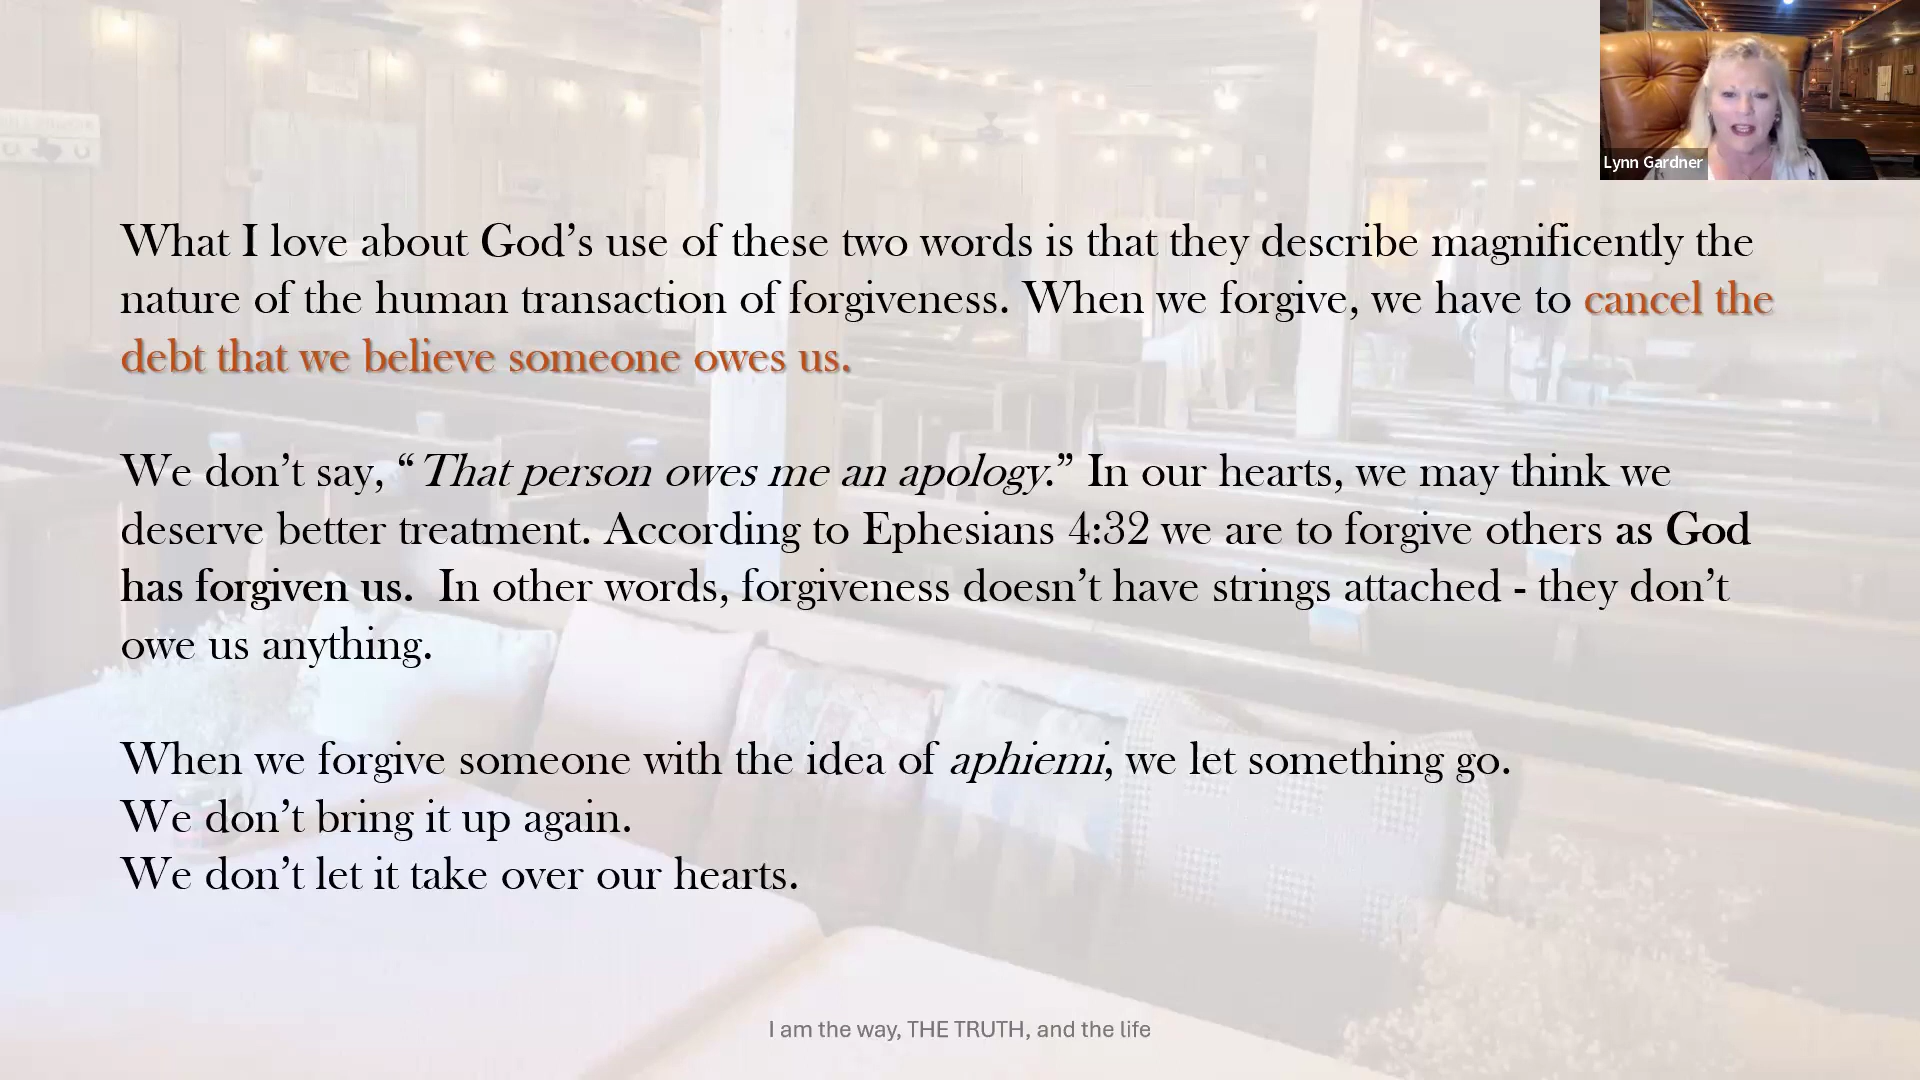 Lynn Gardner
What I love about God’s use of these two words is that they describe magnificently the
nature of the human transaction of forgiveness. When we forgive, we have to cancel the
debt that we believe someone owes us.
We don’t say, “That person owes me an apology.” In our hearts, we may think we
deserve better treatment. According to Ephesians 4:32 we are to forgive others as God
has forgiven us. In other words, forgiveness doesn’t have strings attached - they don’t
owe us anything.
When we forgive someone with the idea of aphiemi, we let something go.
We don’t bring it up again.
We don’t let it take over our hearts.
I am the way, THE TRUTH, and the life